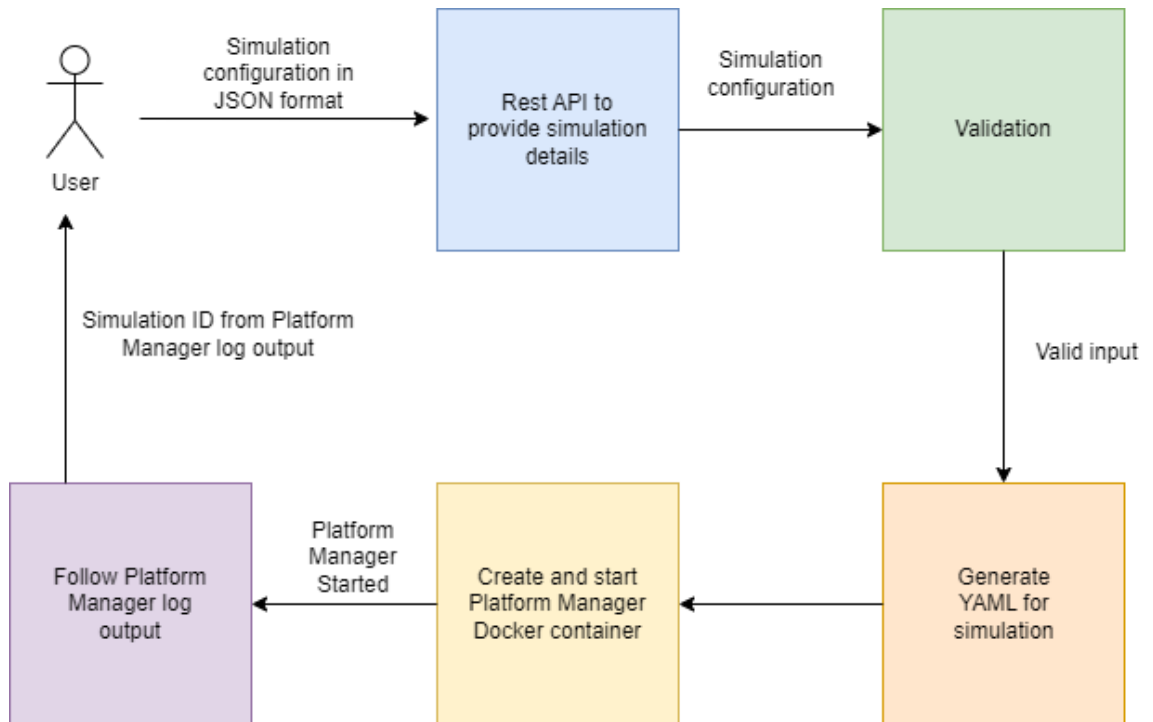 Simulation
configuration in
JSON format
User
Rest API to
provide simulation
details
Simulation
configuration
Validation
Valid input
Generate
YAML for
simulation
Create and start
Platform Manager
Docker container
Platform
Manager
Started
Follow Platform
Manager log
output
Simulation ID from Platform
Manager log output